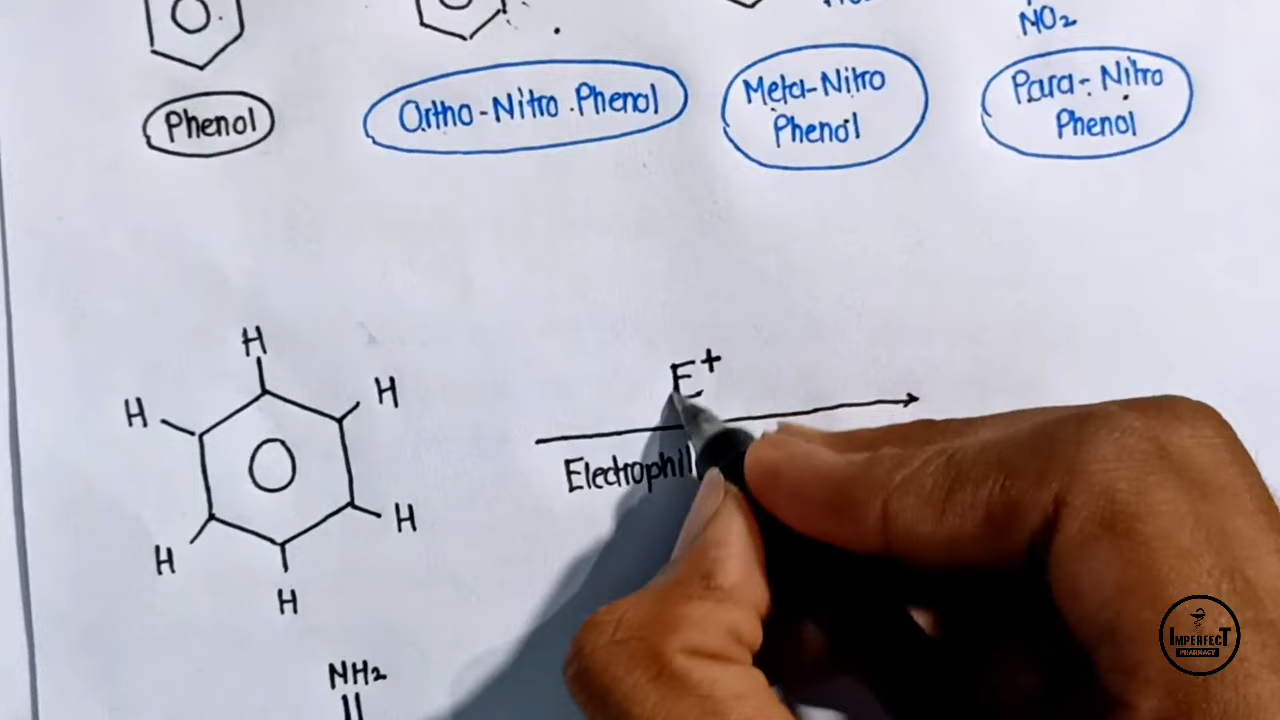 NO2
Phenol
Ortho-Nitro Phenol
Meta-Nitro
Phenol
Para-Nitro
Phenol
H
H
H
E+
Electrophil
H
H
H
NH2
IMPERFECT
PHARMACY